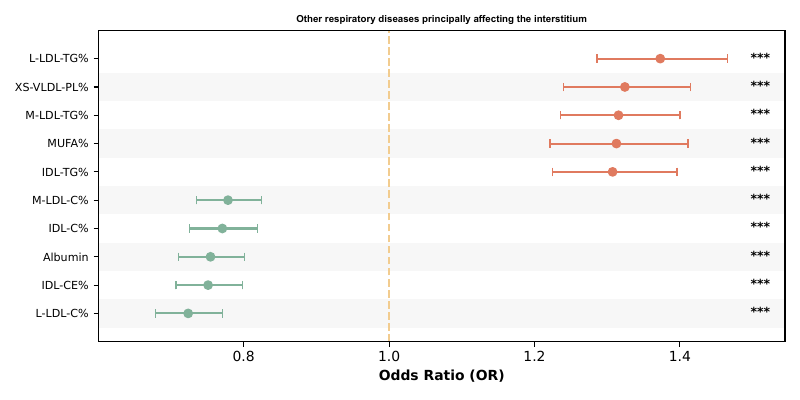 Other respiratory diseases principally affecting the interstitium
L-LDL-TG% ***
XS-VLDL-PL% ***
M-LDL-TG% ***
MUFA% ***
IDL-TG% ***
M-LDL-C% ***
IDL-C% ***
Albumin ***
IDL-CE% ***
L-LDL-C% ***
0.8 1.0 1.2 1.4
Odds Ratio (OR)